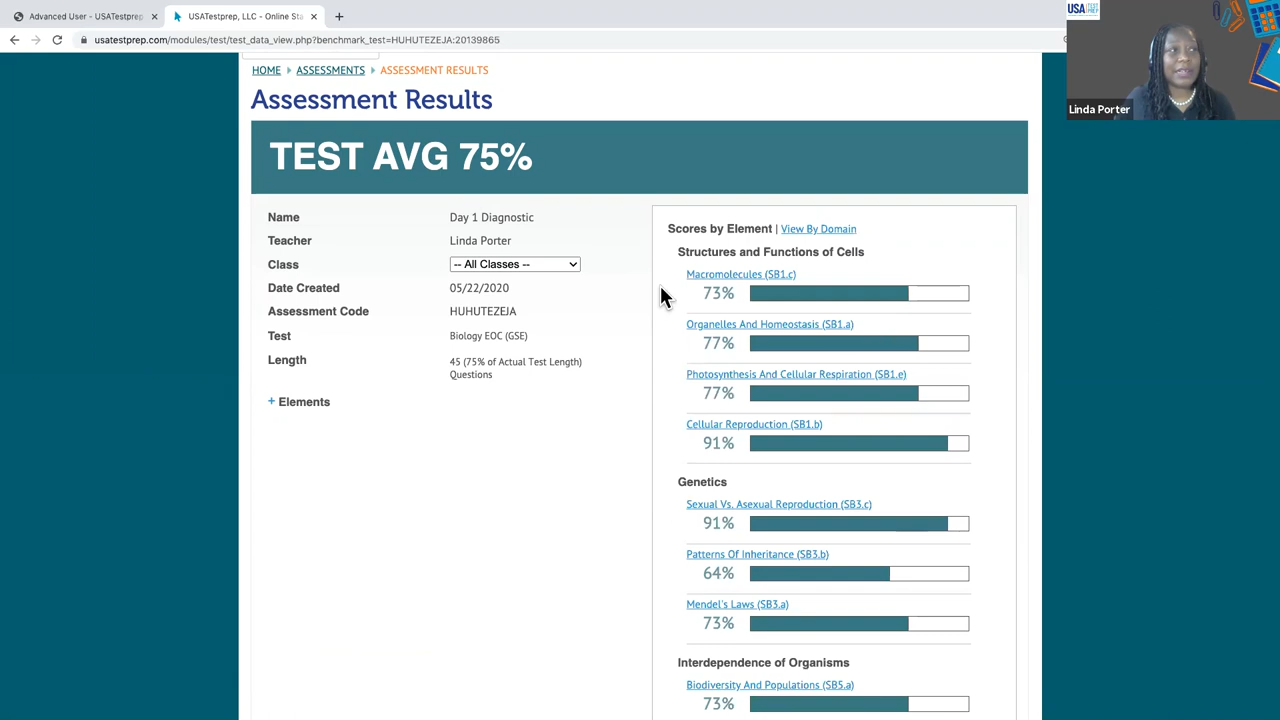 Advanced User - USATestprep
USATestprep, LLC - Online Sta
usatestprep.com/modules/test/test_data_view.php?benchmark_test=HUHUTEZEJA:20139865
USA TEST PREP
Linda Porter
HOME ASSESSMENTS ASSESSMENT RESULTS
Assessment Results
TEST AVG 75%
Name Day 1 Diagnostic
Teacher Linda Porter
Class -- All Classes --
Date Created 05/22/2020
Assessment Code HUHUTEZEJA
Test Biology EOC (GSE)
Length 45 (75% of Actual Test Length)
Questions
+ Elements
Scores by Element | View By Domain
Structures and Functions of Cells
Macromolecules (SB1.c)
73%
Organelles And Homeostasis (SB1.a)
77%
Photosynthesis And Cellular Respiration (SB1.e)
77%
Cellular Reproduction (SB1.b)
91%
Genetics
Sexual Vs. Asexual Reproduction (SB3.c)
91%
Patterns Of Inheritance (SB3.b)
64%
Mendel's Laws (SB3.a)
73%
Interdependence of Organisms
Biodiversity And Populations (SB5.a)
73%